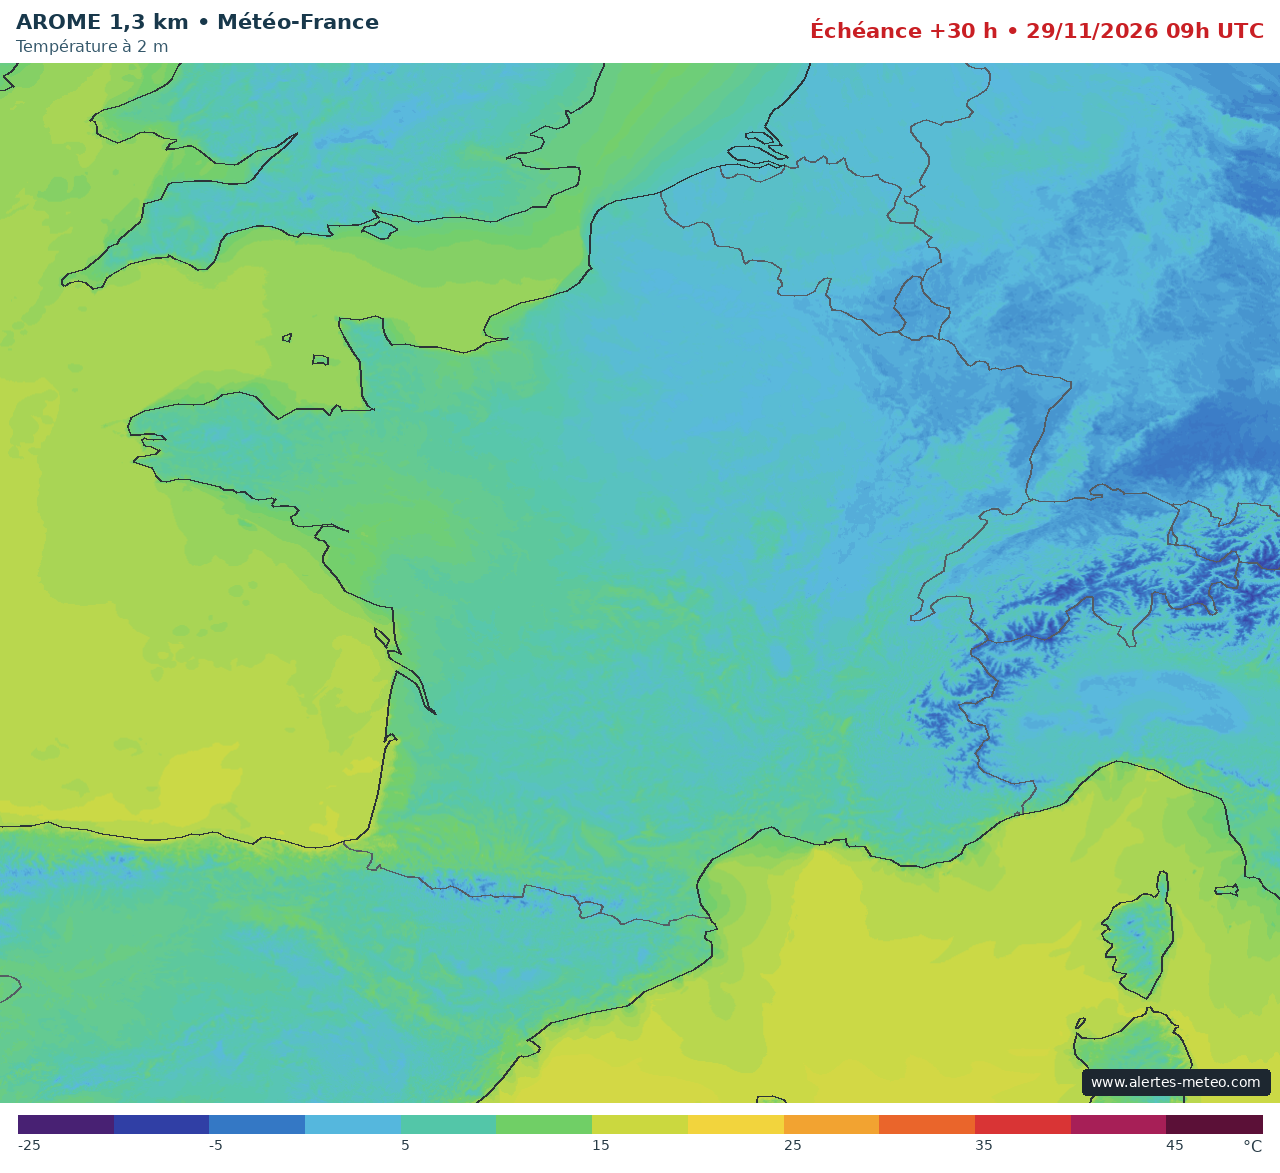 AROME 1,3 km • Météo-France
Température à 2 m
Échéance +30 h • 29/11/2026 09h UTC
www.alertes-meteo.com
-25 -5 5 15 25 35 45 °C